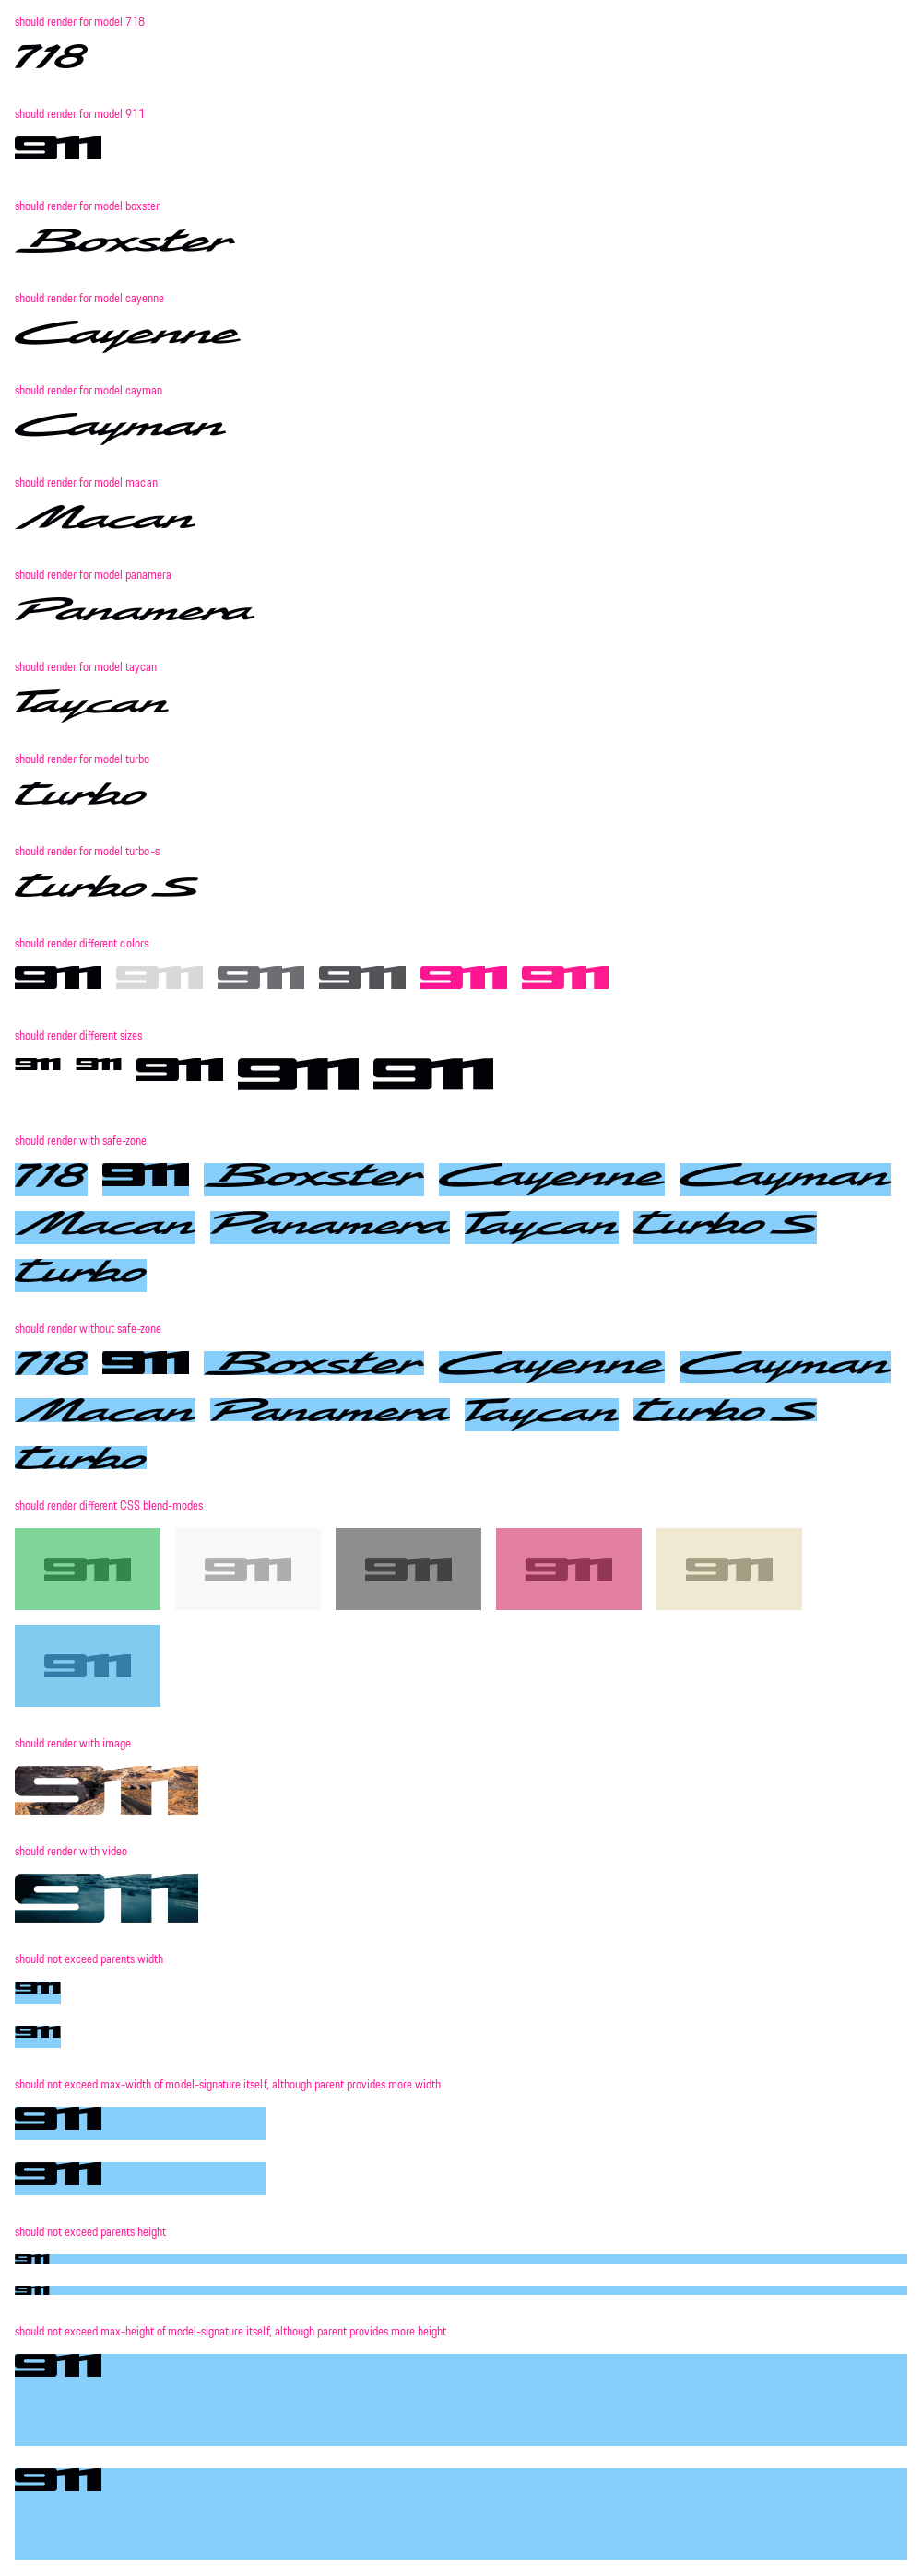 should render for model 718
718
should render for model 911
911
should render for model boxster
Boxster
should render for model cayenne
Cayenne
should render for model cayman
Cayman
should render for model macan
Macan
should render for model panamera
Panamera
should render for model taycan
Taycan
should render for model turbo
turbo
should render for model turbo-s
turbo S
should render different colors
911 911 911 911 911 911
should render different sizes
911 911 911 911 911
should render with safe-zone
718 911 Boxster Cayenne Cayman
Macan Panamera Taycan turbo S
turbo
should render without safe-zone
718 911 Boxster Cayenne Cayman
Macan Panamera Taycan turbo S
turbo
should render different CSS blend-modes
911 911 911 911 911
911
should render with image
911
should render with video
911
should not exceed parents width
911
911
should not exceed max-width of model-signature itself, although parent provides more width
911
911
should not exceed parents height
911
911
should not exceed max-height of model-signature itself, although parent provides more height
911
911